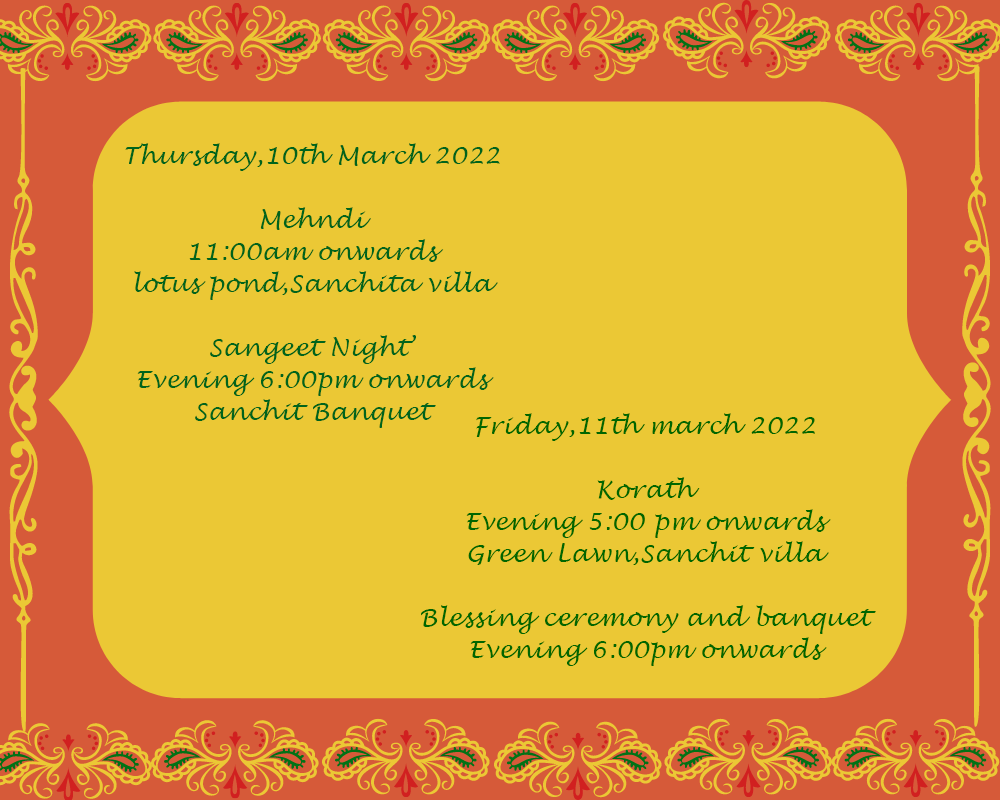 Thursday,10th March 2022
Mehndi
11:00am onwards
lotus pond,Sanchita villa
Sangeet Night'
Evening 6:00pm onwards
Sanchit Banquet
Friday,11th march 2022
Korath
Evening 5:00 pm onwards
Green Lawn,Sanchit villa
Blessing ceremony and banquet
Evening 6:00pm onwards